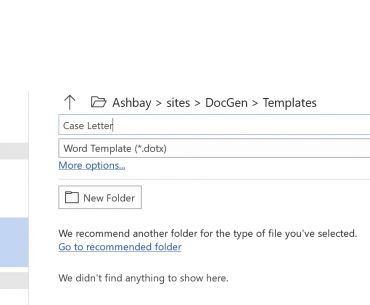 Ashbay > sites > DocGen > Templates
Case Letter
Word Template (*.dotx)
More options...
New Folder
We recommend another folder for the type of file you've selected.
Go to recommended folder
We didn't find anything to show here.